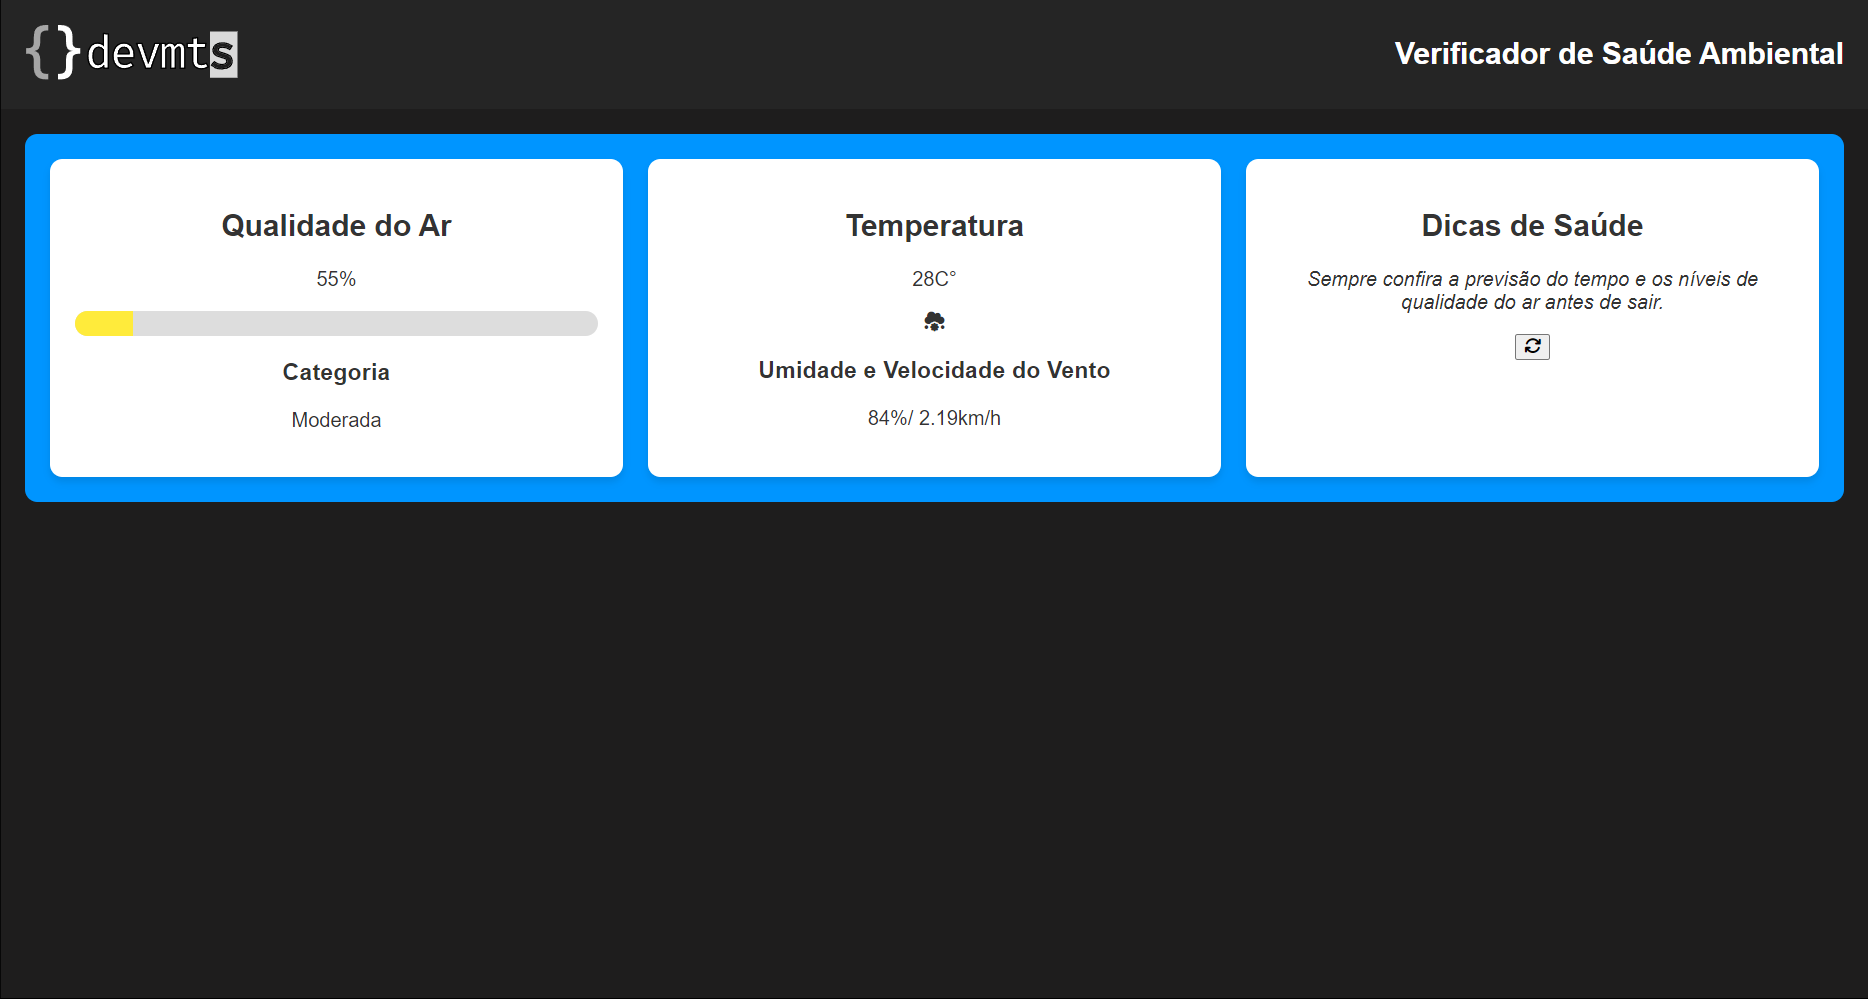 {}devmts
Verificador de Saúde Ambiental
Qualidade do Ar
55%
Categoria
Moderada
Temperatura
28C°
Umidade e Velocidade do Vento
84%/ 2.19km/h
Dicas de Saúde
Sempre confira a previsão do tempo e os níveis de
qualidade do ar antes de sair.